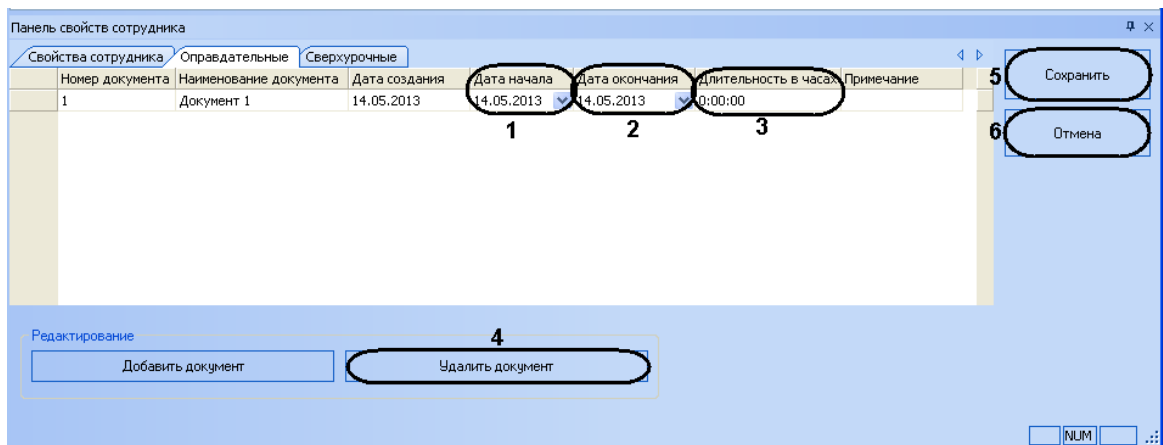 Панель свойств сотрудника
Свойства сотрудника Оправдательные Сверхурочные
Номер документа Наименование документа Дата создания Дата начала Дата окончания Длительность в часах Примечание
1 Документ 1 14.05.2013 14.05.2013 14.05.2013 0:00:00
1 2 3
5 Сохранить
6 Отмена
Редактирование
4
Добавить документ Удалить документ
NUM